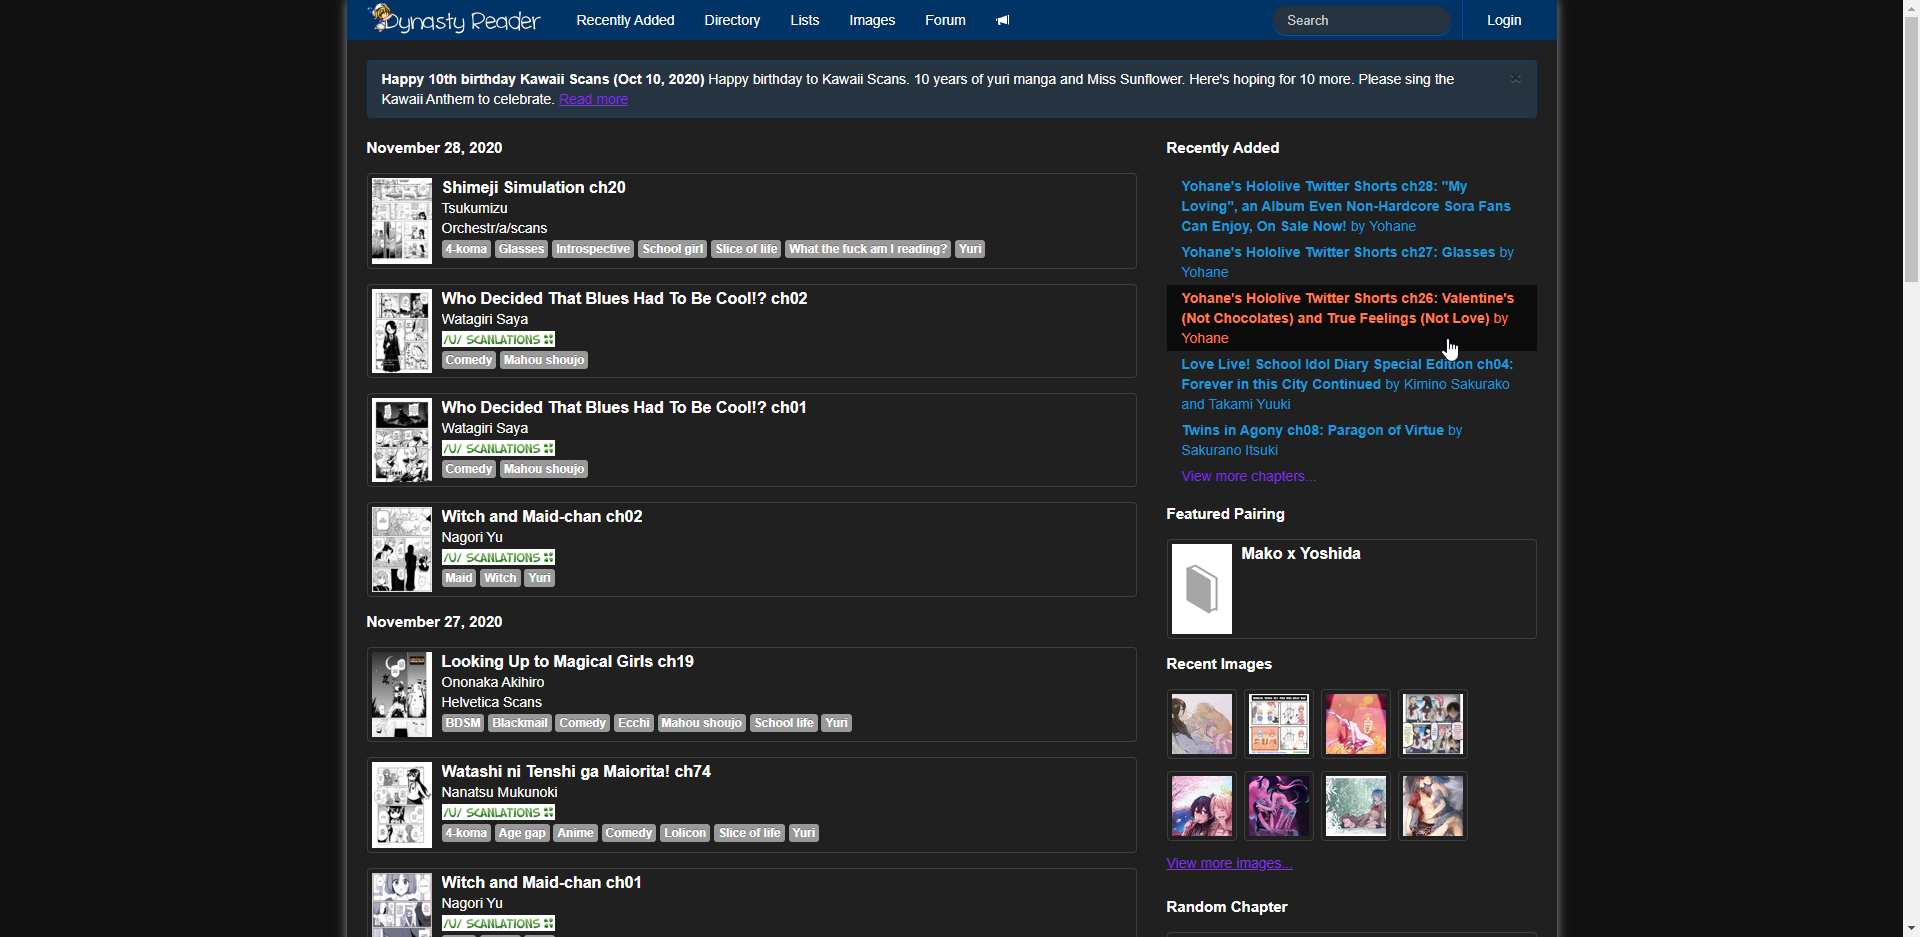 Dynasty Reader
Recently Added
Directory
Lists
Images
Forum
Search
Login
Happy 10th birthday Kawaii Scans (Oct 10, 2020) Happy birthday to Kawaii Scans. 10 years of yuri manga and Miss Sunflower. Here's hoping for 10 more. Please sing the
Kawaii Anthem to celebrate. Read more
×
November 28, 2020
Shimeji Simulation ch20
Tsukumizu
Orchestr/a/scans
4-koma Glasses Introspective School girl Slice of life What the fuck am I reading? Yuri
Who Decided That Blues Had To Be Cool!? ch02
Watagiri Saya
/U/ SCANLATIONS
Comedy Mahou shoujo
Who Decided That Blues Had To Be Cool!? ch01
Watagiri Saya
/U/ SCANLATIONS
Comedy Mahou shoujo
Witch and Maid-chan ch02
Nagori Yu
/U/ SCANLATIONS
Maid Witch Yuri
November 27, 2020
Looking Up to Magical Girls ch19
Ononaka Akihiro
Helvetica Scans
BDSM Blackmail Comedy Ecchi Mahou shoujo School life Yuri
Watashi ni Tenshi ga Maiorita! ch74
Nanatsu Mukunoki
/U/ SCANLATIONS
4-koma Age gap Anime Comedy Lolicon Slice of life Yuri
Witch and Maid-chan ch01
Nagori Yu
/U/ SCANLATIONS
Recently Added
Yohane's Hololive Twitter Shorts ch28: "My
Loving", an Album Even Non-Hardcore Sora Fans
Can Enjoy, On Sale Now! by Yohane
Yohane's Hololive Twitter Shorts ch27: Glasses by
Yohane
Yohane's Hololive Twitter Shorts ch26: Valentine's
(Not Chocolates) and True Feelings (Not Love) by
Yohane
Love Live! School Idol Diary Special Edition ch04:
Forever in this City Continued by Kimino Sakurako
and Takami Yuuki
Twins in Agony ch08: Paragon of Virtue by
Sakurano Itsuki
View more chapters...
Featured Pairing
Mako x Yoshida
Recent Images
View more images...
Random Chapter